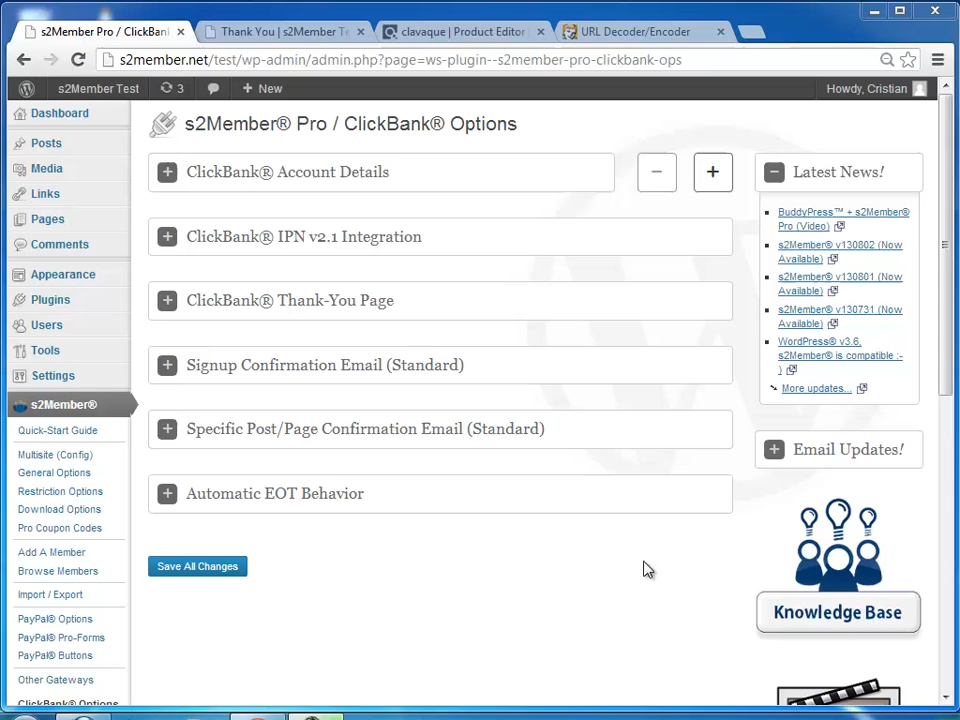 s2Member Pro / ClickBank
Thank You | s2Member Te
clavaque | Product Editor
URL Decoder/Encoder
s2member.net/test/wp-admin/admin.php?page=ws-plugin--s2member-pro-clickbank-ops
s2Member Test
3
+ New
Howdy, Cristian
Dashboard
Posts
Media
Links
Pages
Comments
Appearance
Plugins
Users
Tools
Settings
s2Member®
Quick-Start Guide
Multisite (Config)
General Options
Restriction Options
Download Options
Pro Coupon Codes
Add A Member
Browse Members
Import / Export
PayPal® Options
PayPal® Pro-Forms
PayPal® Buttons
Other Gateways
ClickBank® Options
s2Member® Pro / ClickBank® Options
ClickBank® Account Details
ClickBank® IPN v2.1 Integration
ClickBank® Thank-You Page
Signup Confirmation Email (Standard)
Specific Post/Page Confirmation Email (Standard)
Automatic EOT Behavior
Save All Changes
Latest News!
BuddyPress™ + s2Member®
Pro (Video)
s2Member® v130802 (Now
Available)
s2Member® v130801 (Now
Available)
s2Member® v130731 (Now
Available)
WordPress® v3.6,
s2Member® is compatible :-
)
More updates...
Email Updates!
Knowledge Base